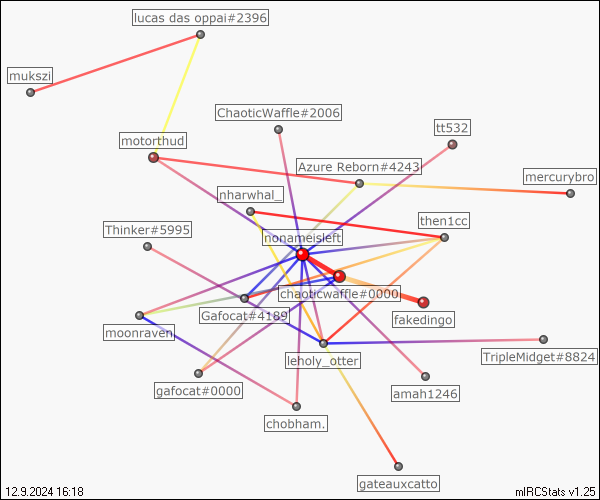 lucas das oppai#2396
mukszi
ChaoticWaffle#2006
tt532
motorthud
Azure Reborn#4243
mercurybro
nharwhal_
then1cc
Thinker#5995
nonameisleft
chaoticwaffle#0000
Gafocat#4189
fakedingo
moonraven
leholy_otter
TripleMidget#8824
gafocat#0000
amah1246
chobham.
gateauxcatto
12.9.2024 16:18
mIRCStats v1.25